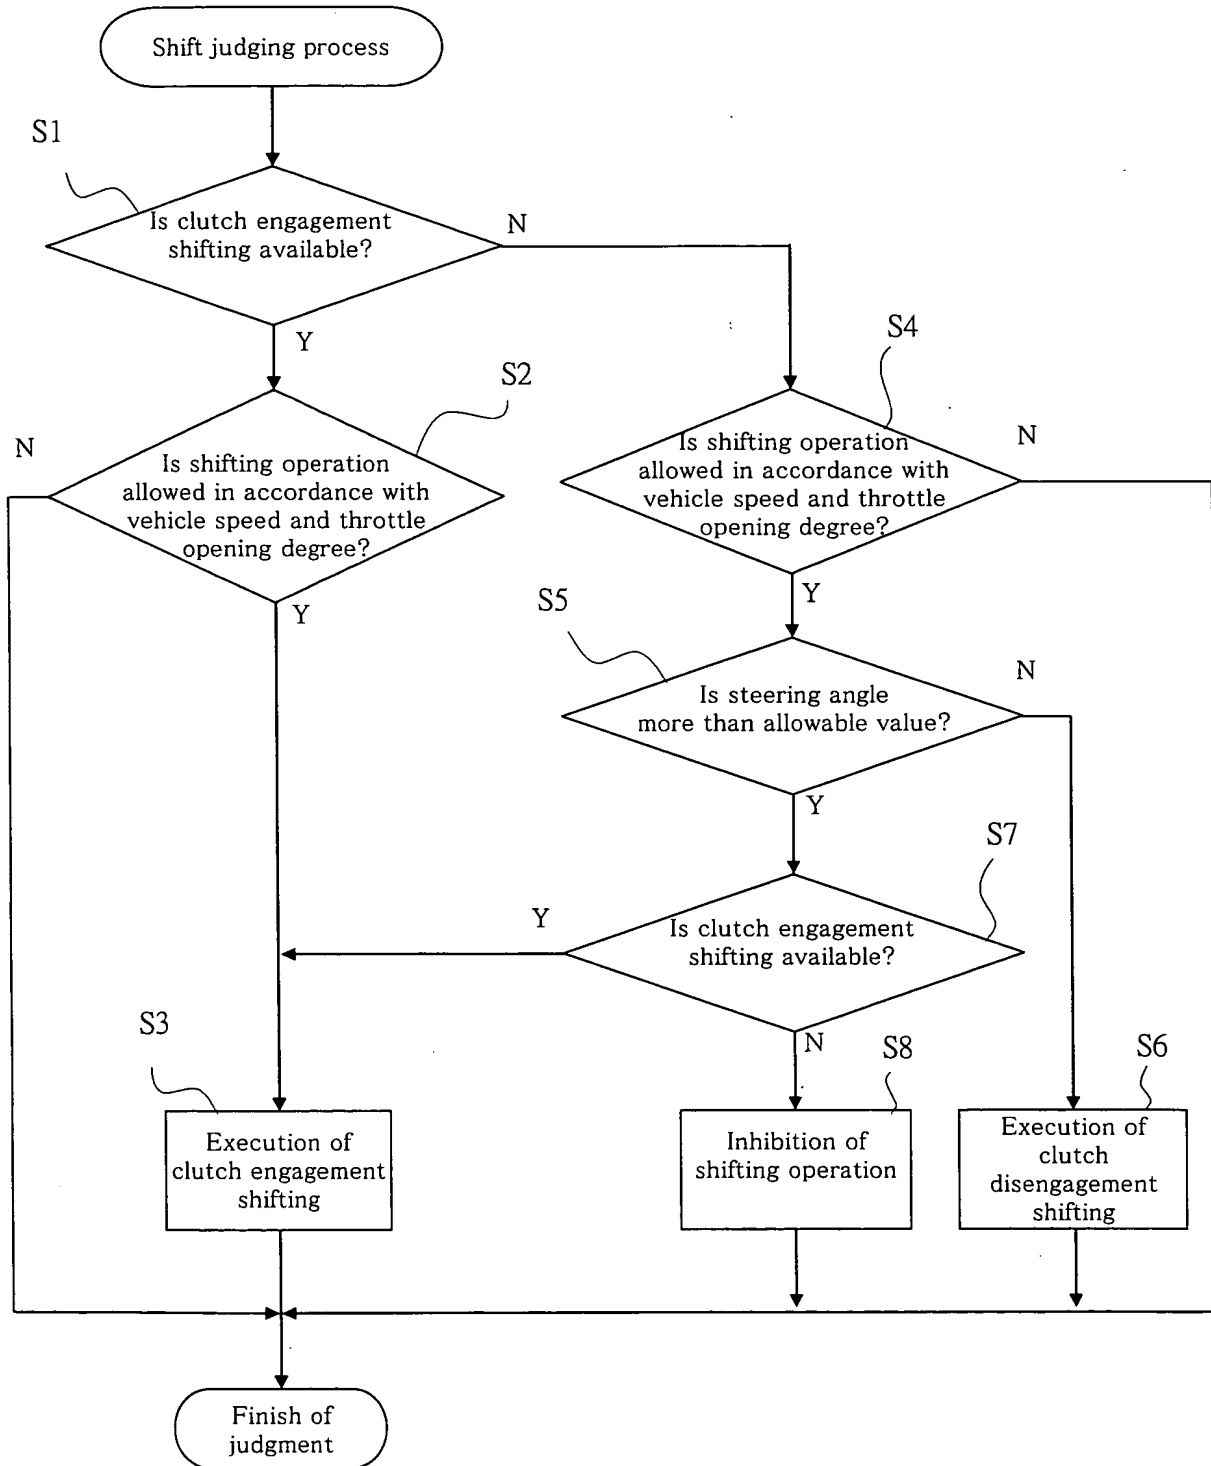 Shift judging process
S1
Is clutch engagement
shifting available?
N
Y
S2
S4
N
Is shifting operation
allowed in accordance with
vehicle speed and throttle
opening degree?
Y
Is shifting operation
allowed in accordance with
vehicle speed and throttle
opening degree?
N
Y
S5
Is steering angle
more than allowable value?
N
Y
S7
Is clutch engagement
shifting available?
Y
N
S3
Execution of
clutch engagement
shifting
S8
Inhibition of
shifting operation
S6
Execution of
clutch
disengagement
shifting
Finish of
judgment